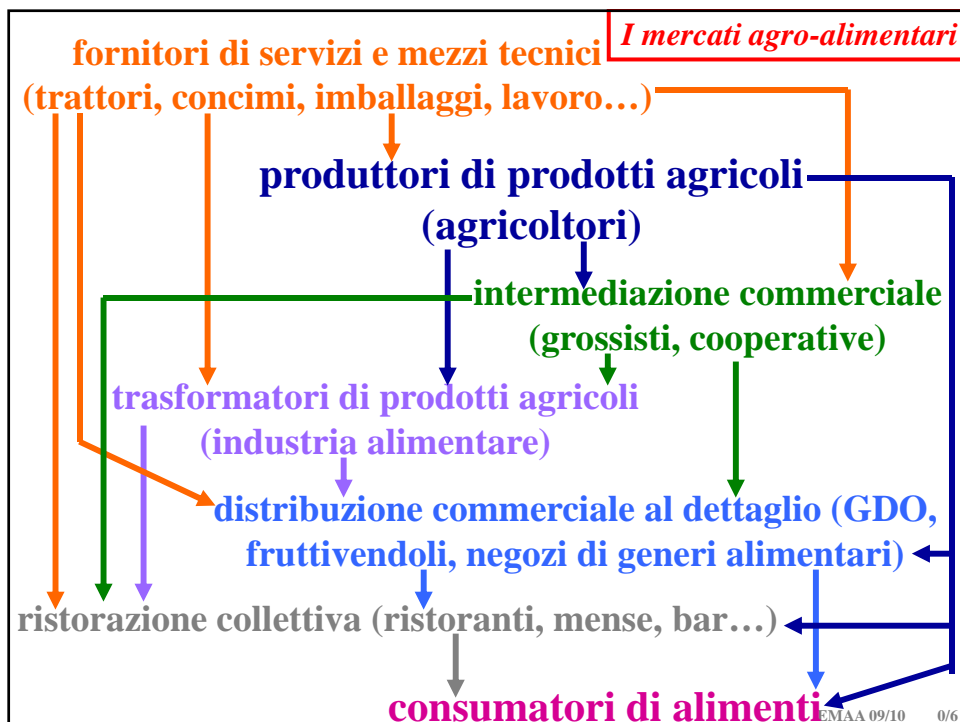 I mercati agro-alimentari
fornitori di servizi e mezzi tecnici
(trattori, concimi, imballaggi, lavoro…)
produttori di prodotti agricoli
(agricoltori)
intermediazione commerciale
(grossisti, cooperative)
trasformatori di prodotti agricoli
(industria alimentare)
distribuzione commerciale al dettaglio (GDO,
fruttivendoli, negozi di generi alimentari)
ristorazione collettiva (ristoranti, mense, bar…)
consumatori di alimenti
EMAA 09/10 0/6